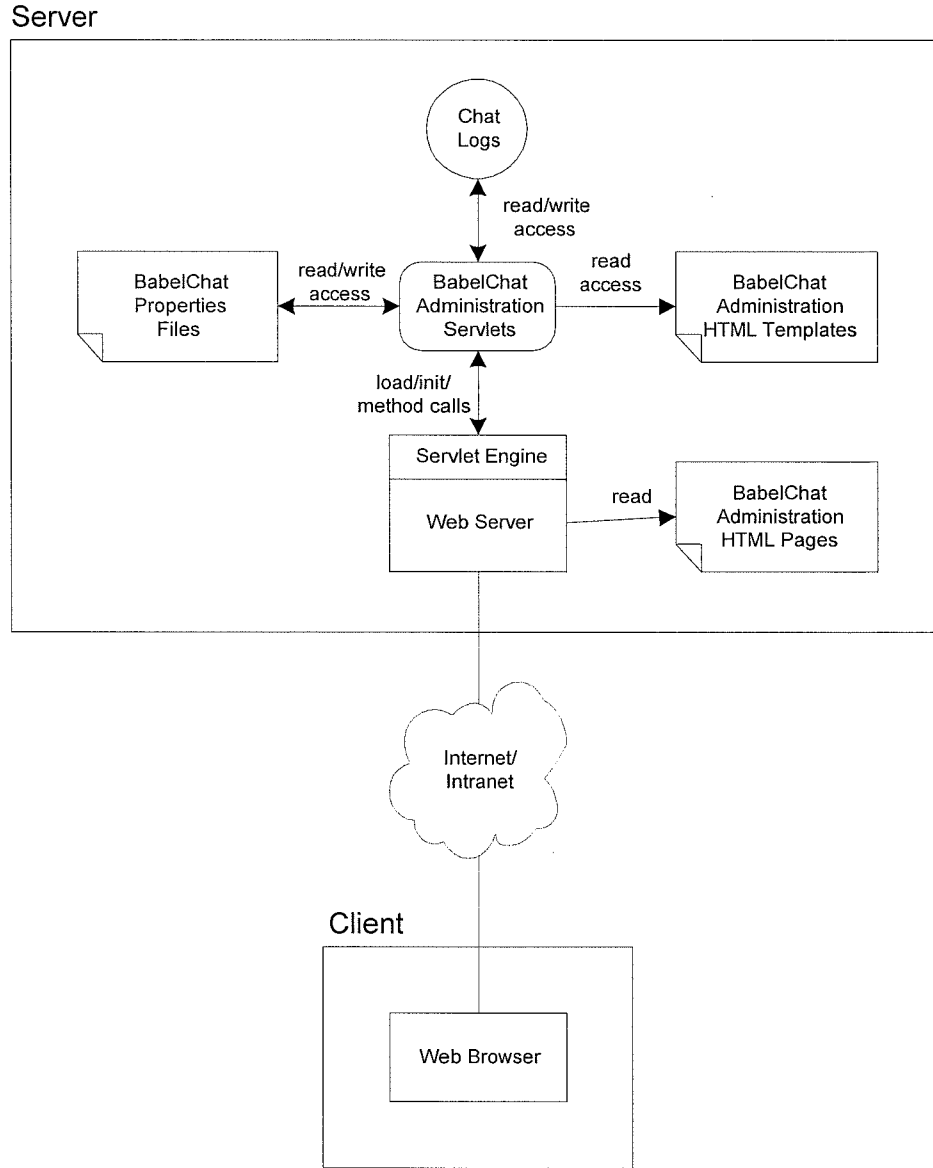 Server
Chat
Logs
read/write
access
BabelChat
Properties
Files
read/write
access
BabelChat
Administration
Servlets
read
access
BabelChat
Administration
HTML Templates
load/init/
method calls
Servlet Engine
Web Server
read
BabelChat
Administration
HTML Pages
Internet/
Intranet
Client
Web Browser